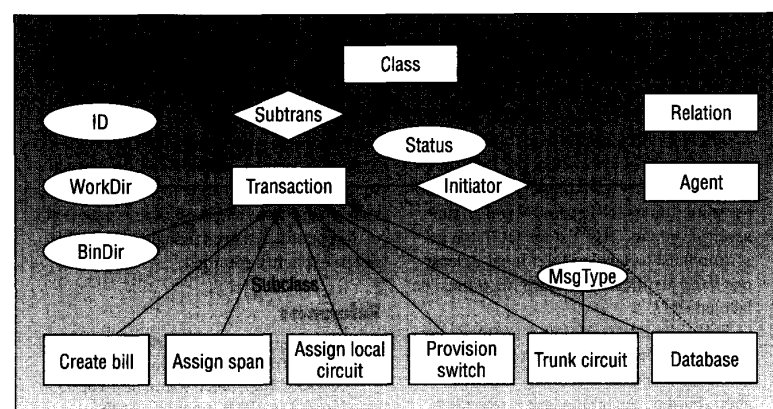 Class
Subtrans
ID
Relation
Status
WorkDir
Transaction
Initiator
Agent
BinDir
Subclass
MsgType
Create bill
Assign span
Assign local
circuit
Provision
switch
Trunk circuit
Database